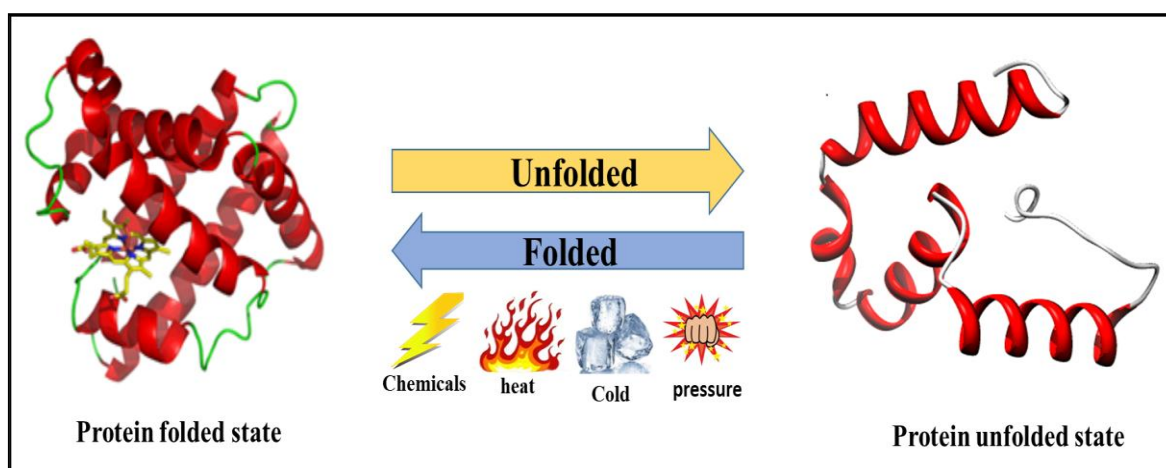 Unfolded
Folded
Chemicals
heat
Cold
pressure
Protein folded state
Protein unfolded state